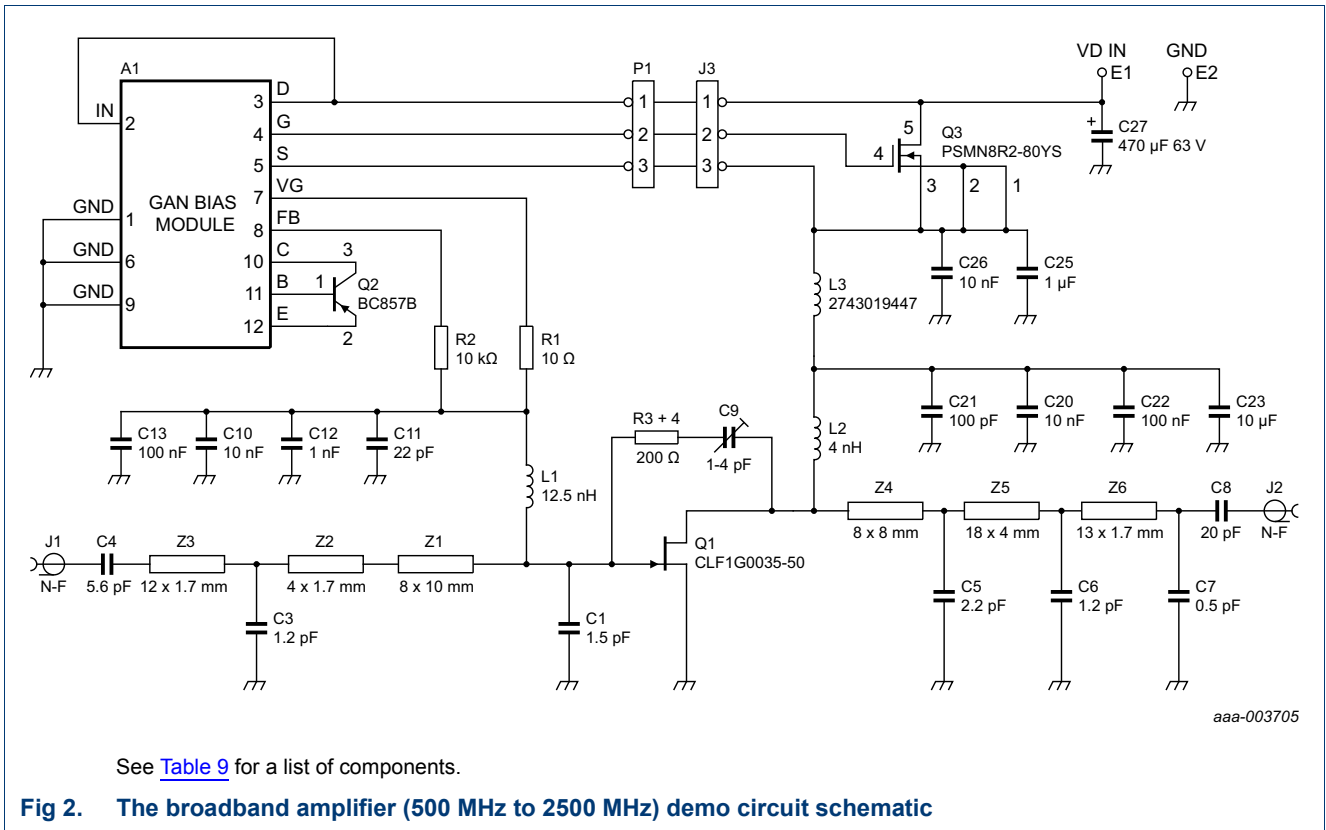 VD IN
GND
E1
E2
A1
D
P1
J3
3
1
1
IN
2
G
4
2
2
S
5
3
3
5
4
Q3
PSMN8R2-80YS
3
2
1
+
C27
470 μF 63 V
GAN BIAS
MODULE
VG
7
FB
8
GND
1
GND
6
GND
9
C
10
B
11
E
12
3
1
2
Q2
BC857B
R2
10 kΩ
R1
10 Ω
L3
2743019447
C26
10 nF
C25
1 μF
C13
100 nF
C10
10 nF
C12
1 nF
C11
22 pF
R3 + 4
200 Ω
C9
1-4 pF
L2
4 nH
C21
100 pF
C20
10 nF
C22
100 nF
C23
10 μF
L1
12.5 nH
J1
N-F
C4
5.6 pF
Z3
12 x 1.7 mm
Z2
4 x 1.7 mm
Z1
8 x 10 mm
Q1
CLF1G0035-50
Z4
8 x 8 mm
Z5
18 x 4 mm
Z6
13 x 1.7 mm
C8
20 pF
J2
N-F
C3
1.2 pF
C1
1.5 pF
C5
2.2 pF
C6
1.2 pF
C7
0.5 pF
aaa-003705
See Table 9 for a list of components.
Fig 2. The broadband amplifier (500 MHz to 2500 MHz) demo circuit schematic